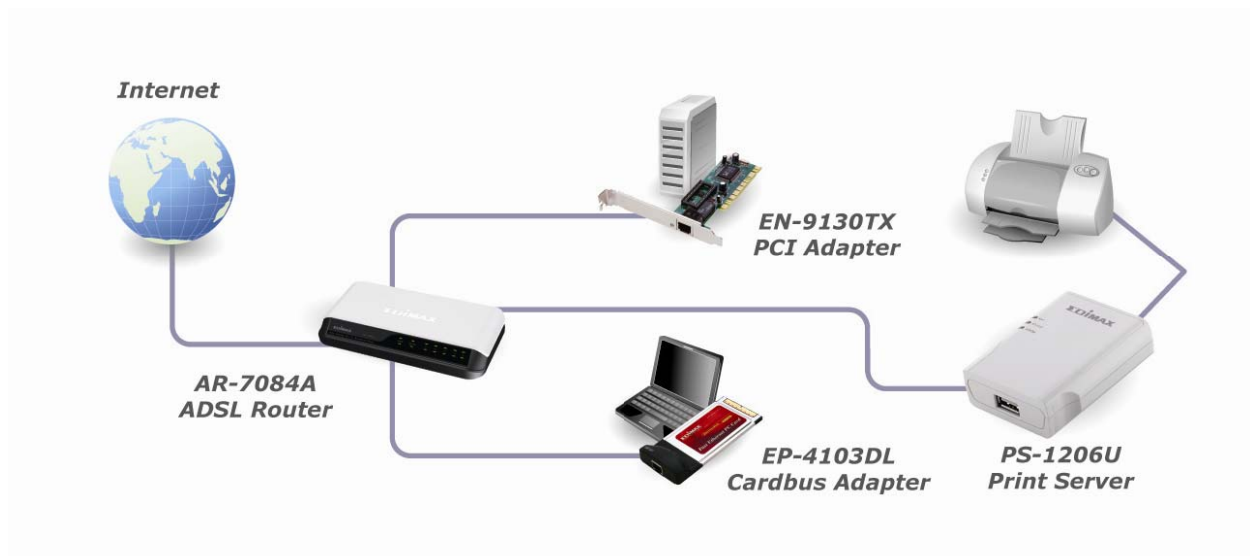 Internet
EN-9130TX
PCI Adapter
EDIMAX
EDIMAX
AR-7084A
ADSL Router
EDIMAX
EP-4103DL
Cardbus Adapter
EDIMAX
PS-1206U
Print Server